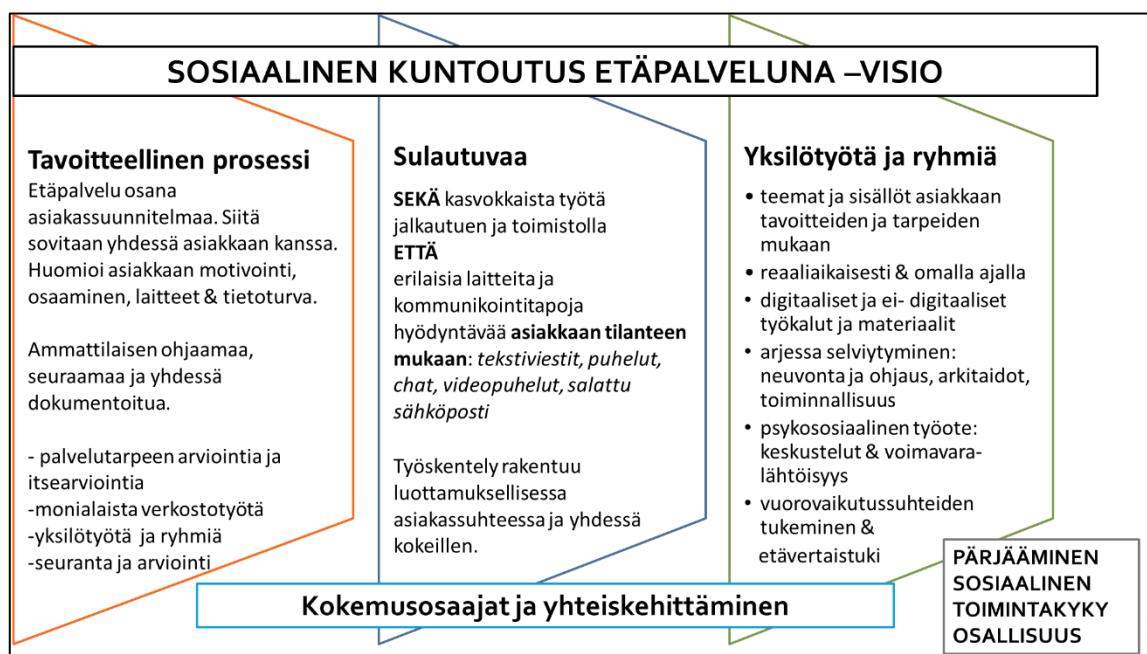 SOSIAALINEN KUNTOUTUS ETÄPALVELUNA –VISIO
Tavoitteellinen prosessi
Etäpalvelu osana
asiakassuunnitelmaa. Siitä
sovitaan yhdessä asiakkaan kanssa.
Huomioi asiakkaan motivointi,
osaaminen, laitteet & tietoturva.
Ammattilaisen ohjaamaa,
seuraamaa ja yhdessä
dokumentoitua.
- palvelutarpeen arviointia ja
itsearviointia
-monialaista verkostotyötä
-yksilötyötä ja ryhmiä
-seuranta ja arviointi
Sulautuvaa
SEKÄ kasvokkaista työtä
jalkautuen ja toimistolla
ETTÄ
erilaisia laitteita ja
kommunikointitapoja
hyödyntävää asiakkaan tilanteen
mukaan: tekstiviestit, puhelut,
chat, videopuhelut, salattu
sähköposti
Työskentely rakentuu
luottamuksellisessa
asiakassuhteessa ja yhdessä
kokeillen.
Yksilötyötä ja ryhmiä
• teemat ja sisällöt asiakkaan
tavoitteiden ja tarpeiden
mukaan
• reaaliaikaisesti & omalla ajalla
• digitaaliset ja ei- digitaaliset
työkalut ja materiaalit
• arjessa selviytyminen:
neuvonta ja ohjaus, arkitaidot,
toiminnallisuus
• psykososiaalinen työote:
keskustelut & voimavara-
lähtöisyys
• vuorovaikutussuhteiden
tukeminen &
etävertaistuki
Kokemusosaajat ja yhteiskehittäminen
PÄRJÄÄMINEN
SOSIAALINEN
TOIMINTAKYKY
OSALLISUUS